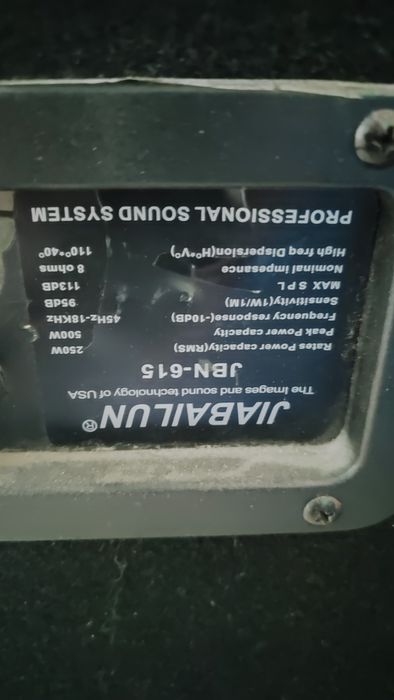 JIABAILUN®
The Images and sound technology of USA
JBN-615
Rates Power capacity(RMS) 250W
Peak Power capacity 500W
Frequency response(-10dB) 45Hz-18KHz
Sensitivity(1W/1M) 95dB
MAX S P L 113dB
Nominal Impesance 8 ohms
High freq Dispersion(H°*V°) 110°*40°
PROFESSIONAL SOUND SYSTEM